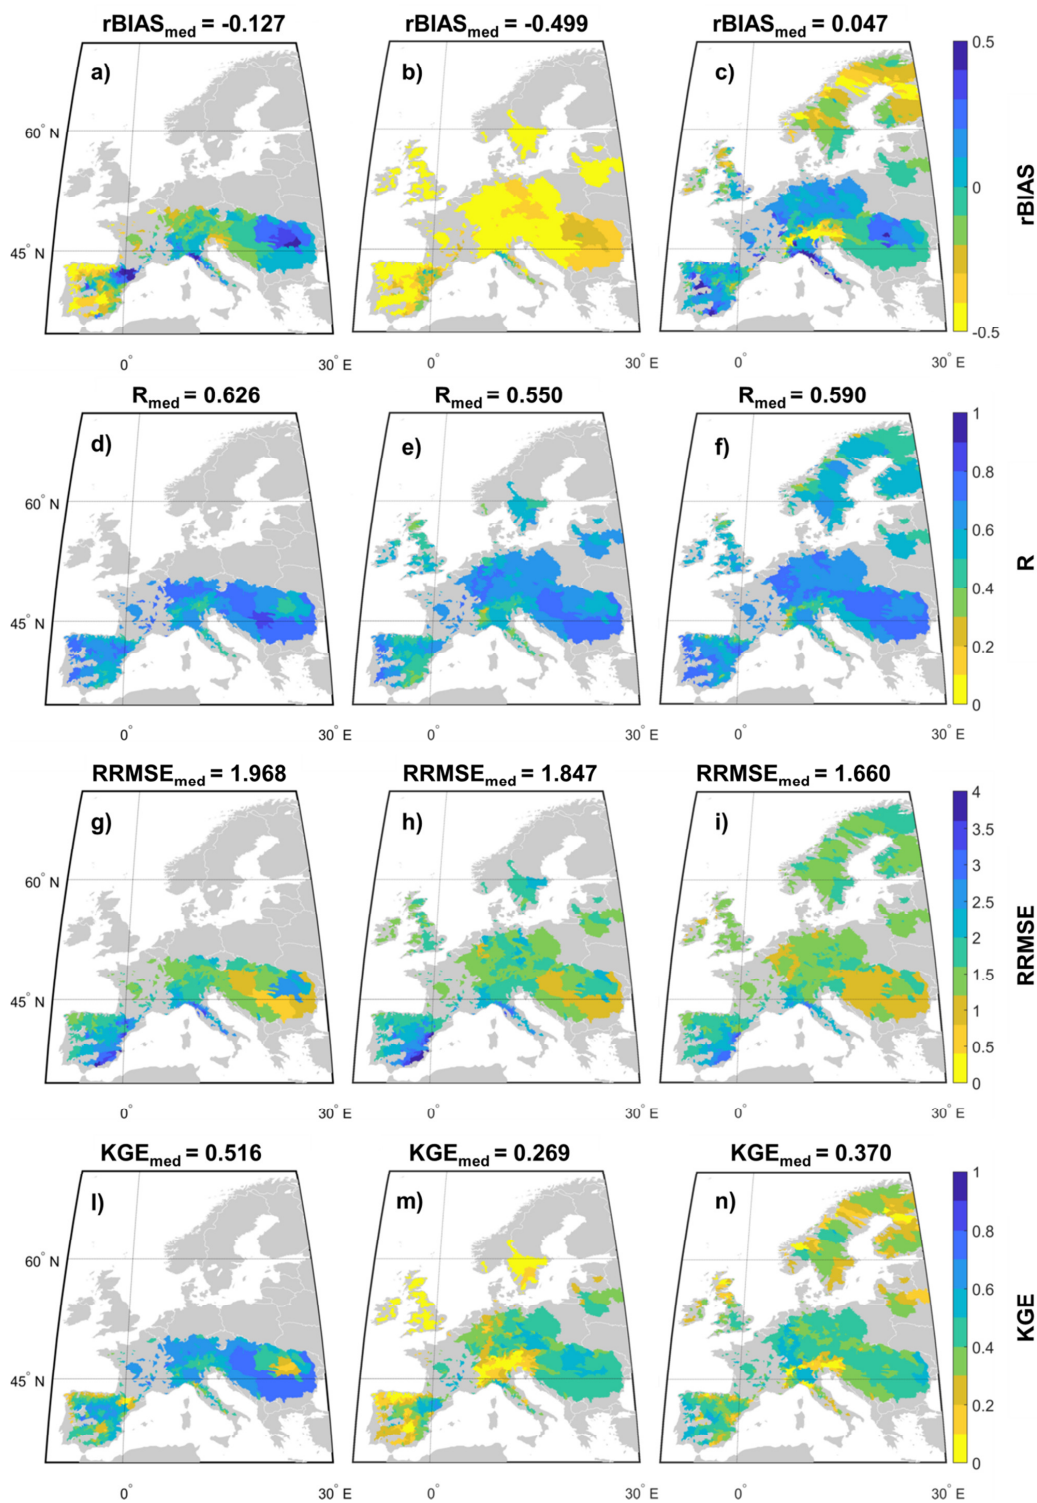 rBIASmed = -0.127 rBIASmed = -0.499 rBIASmed = 0.047
a) b) c)
0.5
0
-0.5
rBIAS
60° N
45° N
0° 30° E 0° 30° E 0° 30° E
Rmed = 0.626 Rmed = 0.550 Rmed = 0.590
d) e) f)
1
0.8
0.6
0.4
0.2
0
R
60° N
45° N
0° 30° E 0° 30° E 0° 30° E
RRMSEmed = 1.968 RRMSEmed = 1.847 RRMSEmed = 1.660
g) h) i)
4
3.5
3
2.5
2
1.5
1
0.5
0
RRMSE
60° N
45° N
0° 30° E 0° 30° E 0° 30° E
KGEmed = 0.516 KGEmed = 0.269 KGEmed = 0.370
l) m) n)
1
0.8
0.6
0.4
0.2
0
KGE
60° N
45° N
0° 30° E 0° 30° E 0° 30° E